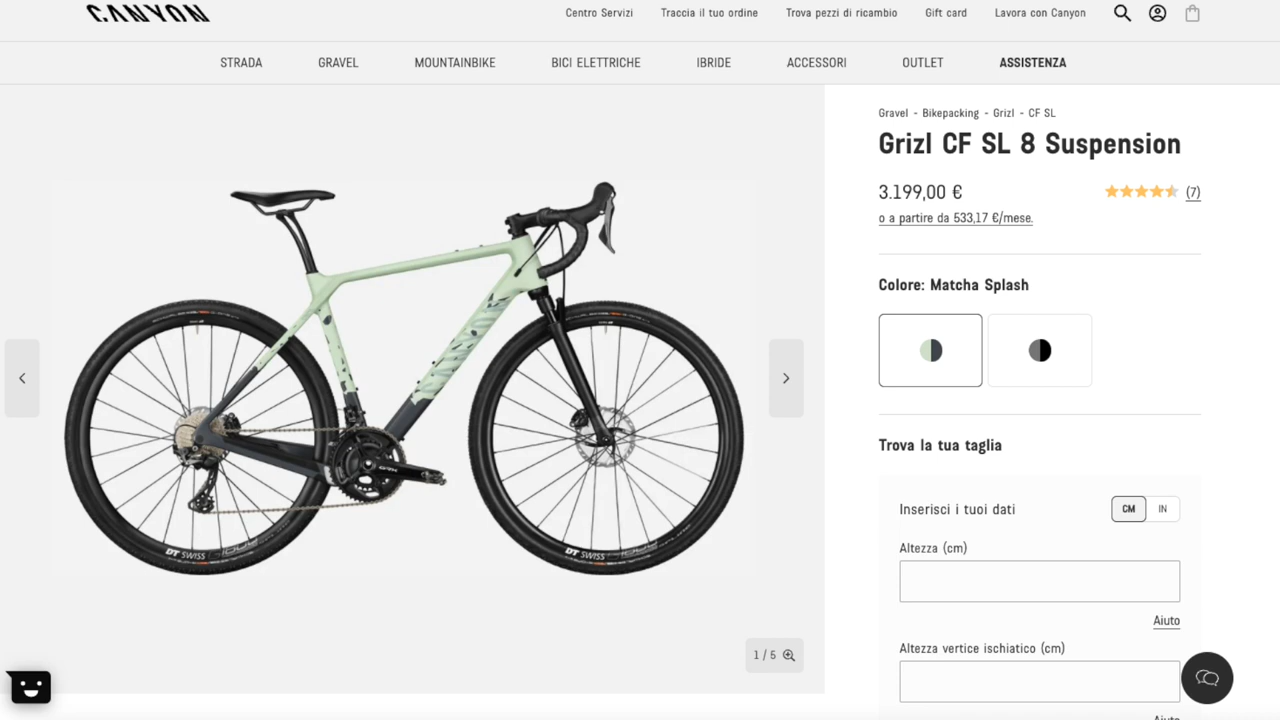 CANYON
Centro Servizi
Traccia il tuo ordine
Trova pezzi di ricambio
Gift card
Lavora con Canyon
STRADA
GRAVEL
MOUNTAINBIKE
BICI ELETTRICHE
IBRIDE
ACCESSORI
OUTLET
ASSISTENZA
Gravel - Bikepacking - Grizl - CF SL
Grizl CF SL 8 Suspension
3.199,00 €
(7)
o a partire da 533,17 €/mese.
Colore: Matcha Splash
Trova la tua taglia
Inserisci i tuoi dati
CM
IN
Altezza (cm)
Aiuto
Altezza vertice ischiatico (cm)
Aiuto
DT SWISS
DT SWISS
GRX
1 / 5